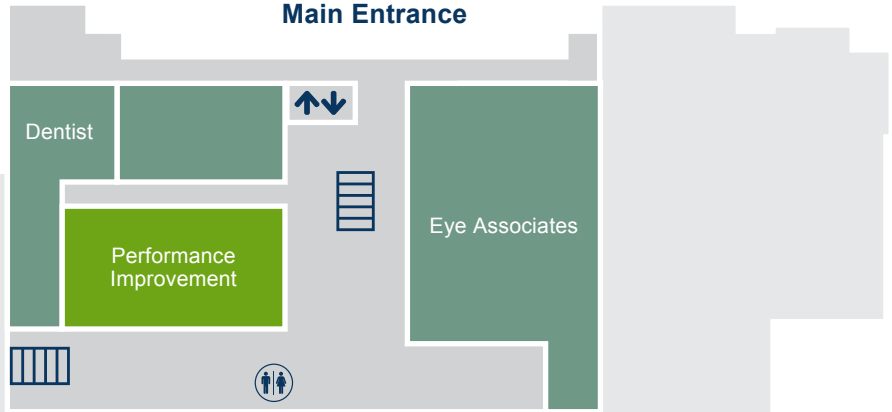 Main Entrance
Dentist
Eye Associates
Performance
Improvement